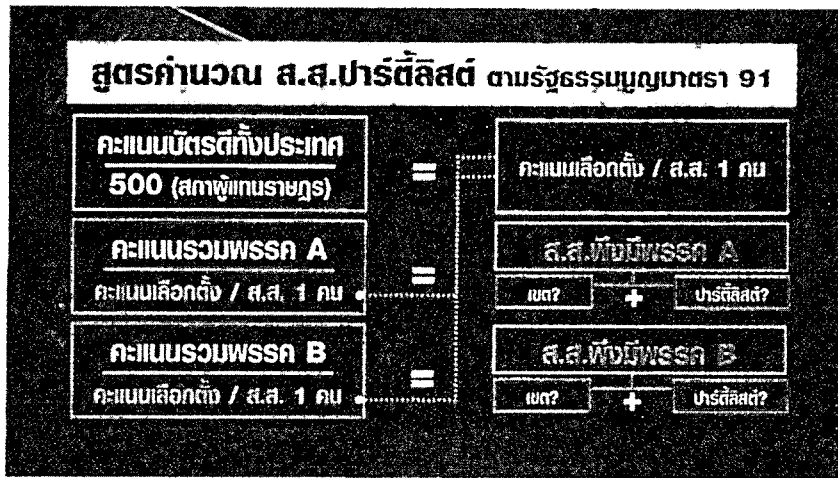 สูตรคำนวณ ส.ส.ปาร์ตี้ลิสต์ ตามรัฐธรรมนูญมาตรา 91
คะแนนบัตรดีทั้งประเทศ
500 (สภาผู้แทนราษฎร)
=
คะแนนเลือกตั้ง / ส.ส. 1 คน
คะแนนรวมพรรค A
คะแนนเลือกตั้ง / ส.ส. 1 คน
=
ส.ส.พึงมีพรรค A
เขต?
+
ปาร์ตี้ลิสต์?
คะแนนรวมพรรค B
คะแนนเลือกตั้ง / ส.ส. 1 คน
=
ส.ส.พึงมีพรรค B
เขต?
+
ปาร์ตี้ลิสต์?